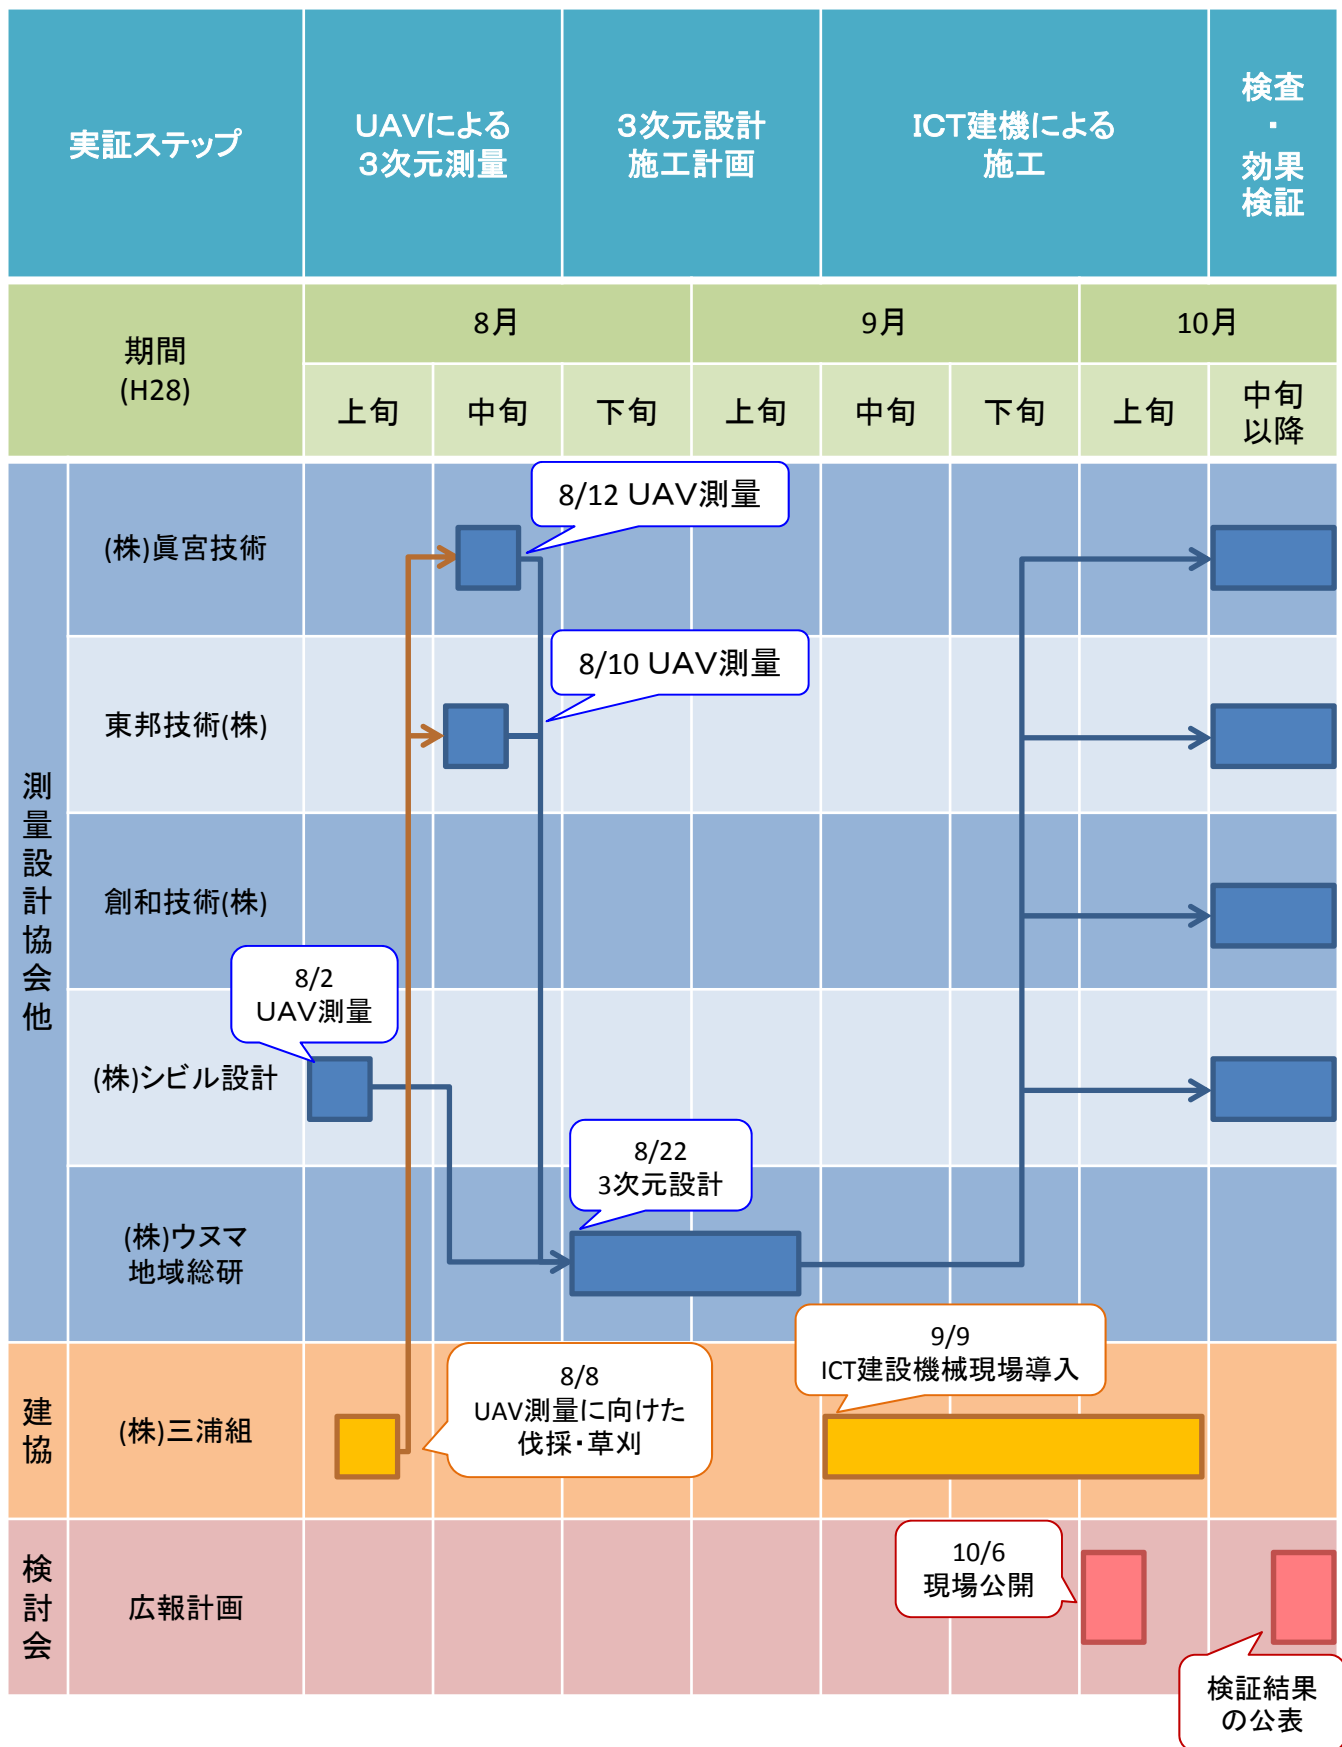 実証ステップ
UAVによる
3次元測量
3次元設計
施工計画
ICT建機による
施工
検査
・
効果
検証
期間
(H28)
8月
9月
10月
上旬
中旬
下旬
上旬
中旬
下旬
上旬
中旬
以降
測量設計協会他
(株)眞宮技術
8/12 UAV測量
東邦技術(株)
8/10 UAV測量
創和技術(株)
8/2
UAV測量
(株)シビル設計
8/22
3次元設計
(株)ウヌマ
地域総研
建協
(株)三浦組
8/8
UAV測量に向けた
伐採・草刈
9/9
ICT建設機械現場導入
検討会
広報計画
10/6
現場公開
検証結果
の公表